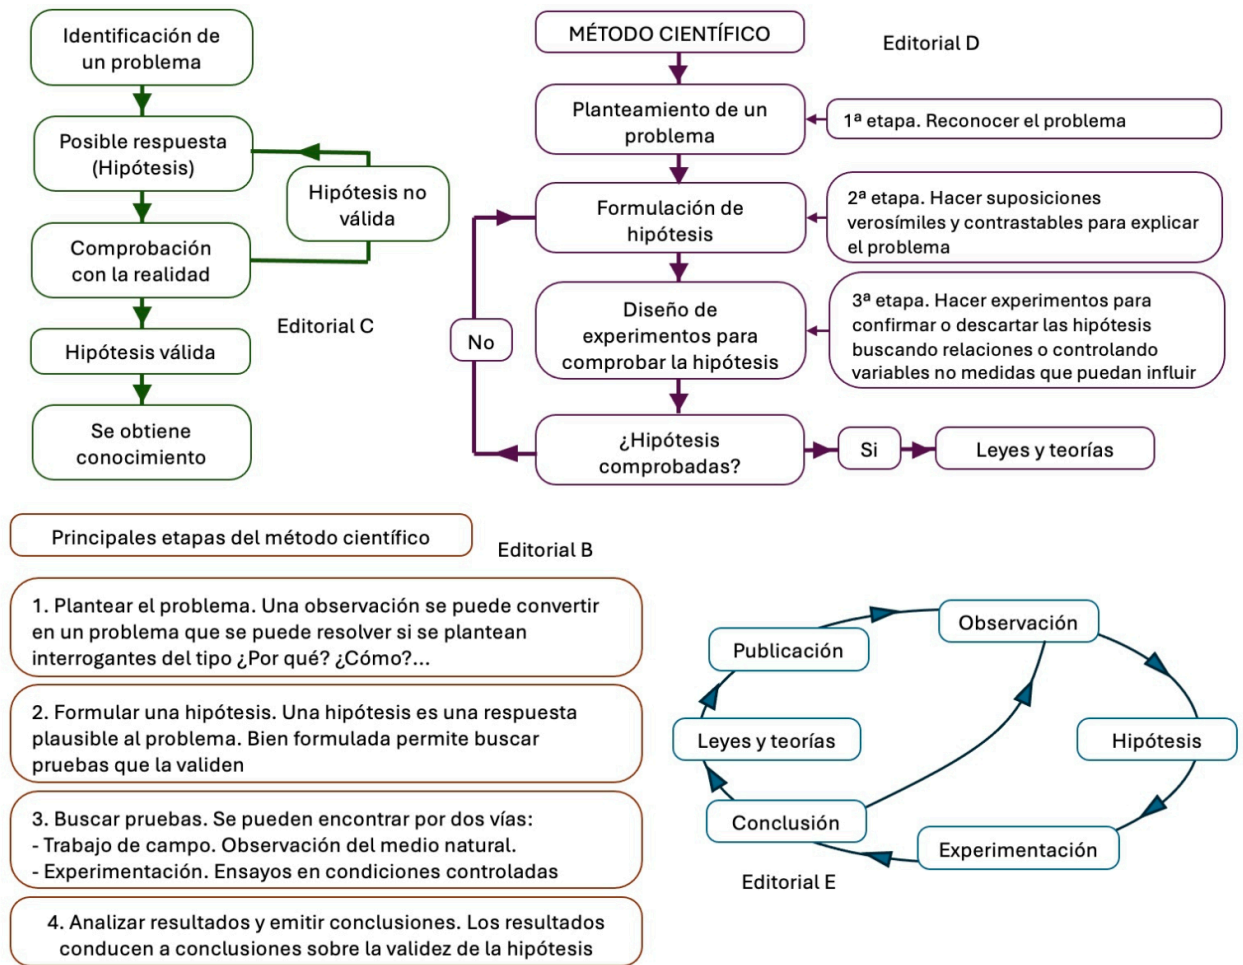 Identificación de
un problema
Posible respuesta
(Hipótesis)
Hipótesis no
válida
Comprobación
con la realidad
Editorial C
Hipótesis válida
Se obtiene
conocimiento
MÉTODO CIENTÍFICO
Editorial D
Planteamiento de un
problema
1ª etapa. Reconocer el problema
Formulación de
hipótesis
2ª etapa. Hacer suposiciones
verosímiles y contrastables para explicar
el problema
Diseño de
experimentos para
comprobar la hipótesis
3ª etapa. Hacer experimentos para
confirmar o descartar las hipótesis
buscando relaciones o controlando
variables no medidas que puedan influir
No
¿Hipótesis
comprobadas?
Si
Leyes y teorías
Principales etapas del método científico
Editorial B
1. Plantear el problema. Una observación se puede convertir
en un problema que se puede resolver si se plantean
interrogantes del tipo ¿Por qué? ¿Cómo?...
2. Formular una hipótesis. Una hipótesis es una respuesta
plausible al problema. Bien formulada permite buscar
pruebas que la validen
3. Buscar pruebas. Se pueden encontrar por dos vías:
- Trabajo de campo. Observación del medio natural.
- Experimentación. Ensayos en condiciones controladas
4. Analizar resultados y emitir conclusiones. Los resultados
conducen a conclusiones sobre la validez de la hipótesis
Observación
Publicación
Leyes y teorías
Hipótesis
Conclusión
Experimentación
Editorial E